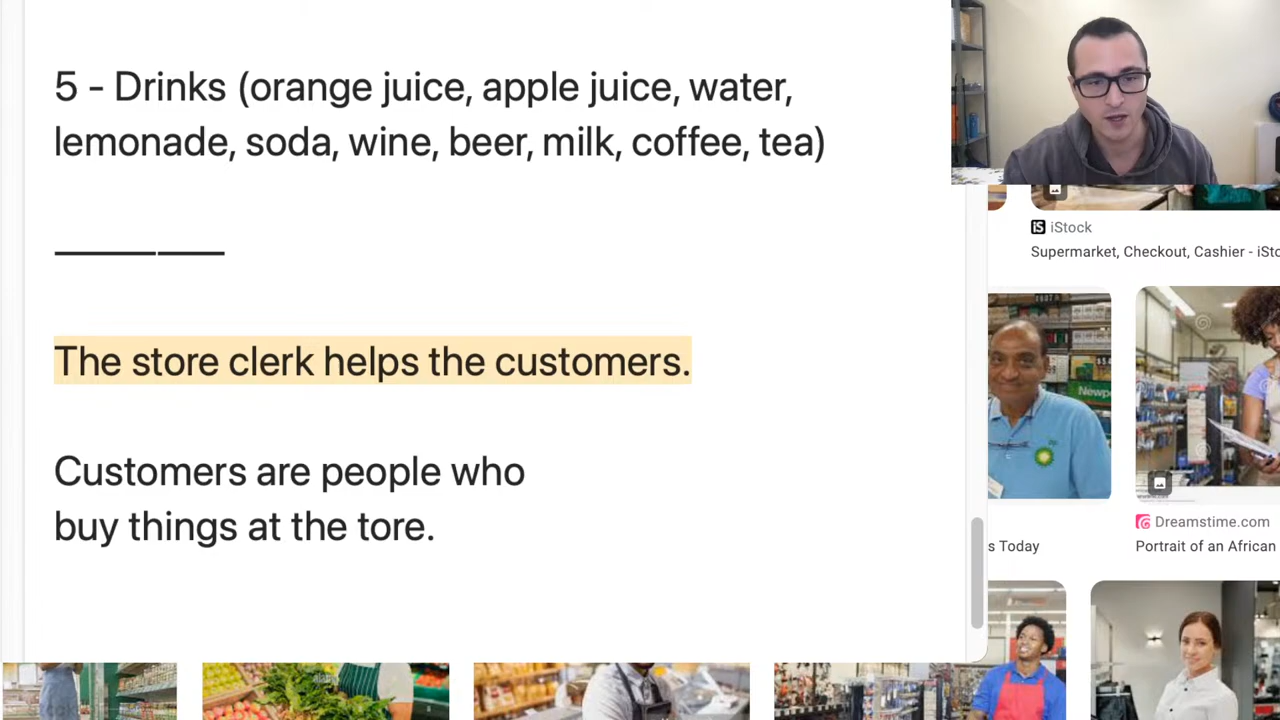 5 - Drinks (orange juice, apple juice, water,
lemonade, soda, wine, beer, milk, coffee, tea)
The store clerk helps the customers.
Customers are people who
buy things at the tore.
iStock
Supermarket, Checkout, Cashier - iSto
Newp
bp
s Today
Dreamstime.com
Portrait of an African